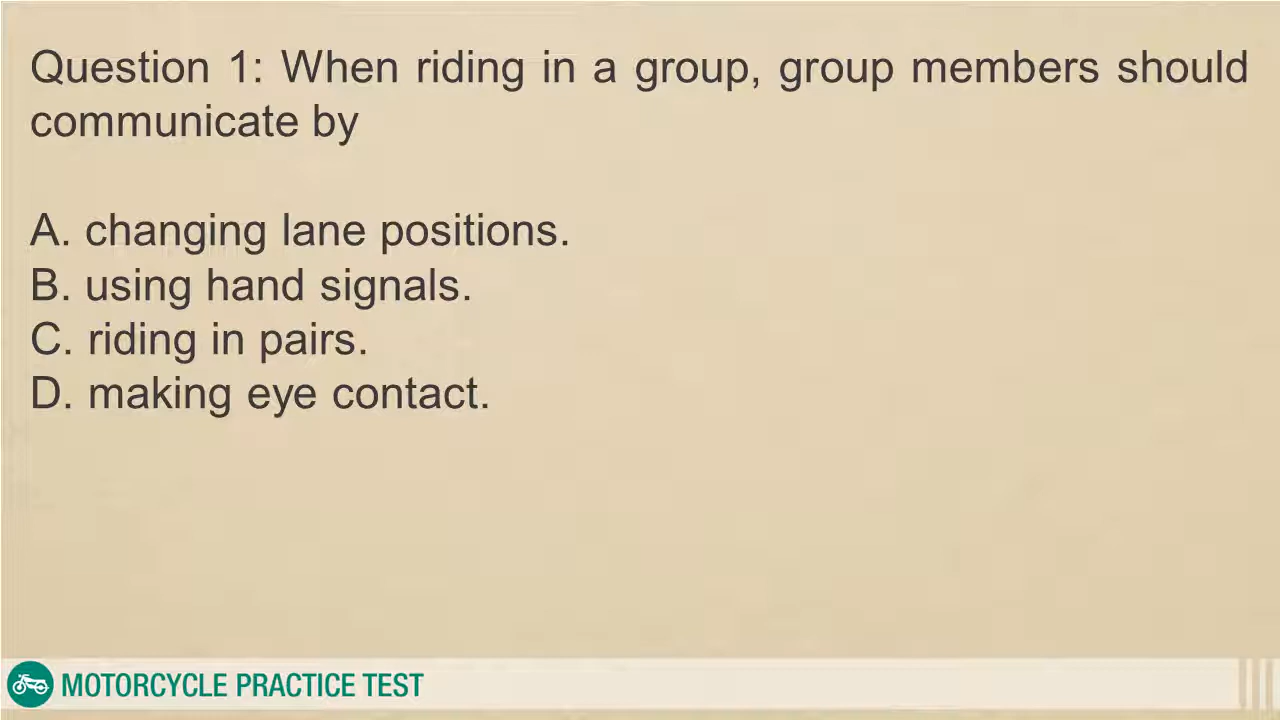 Question 1: When riding in a group, group members should
communicate by
A. changing lane positions.
B. using hand signals.
C. riding in pairs.
D. making eye contact.
MOTORCYCLE PRACTICE TEST